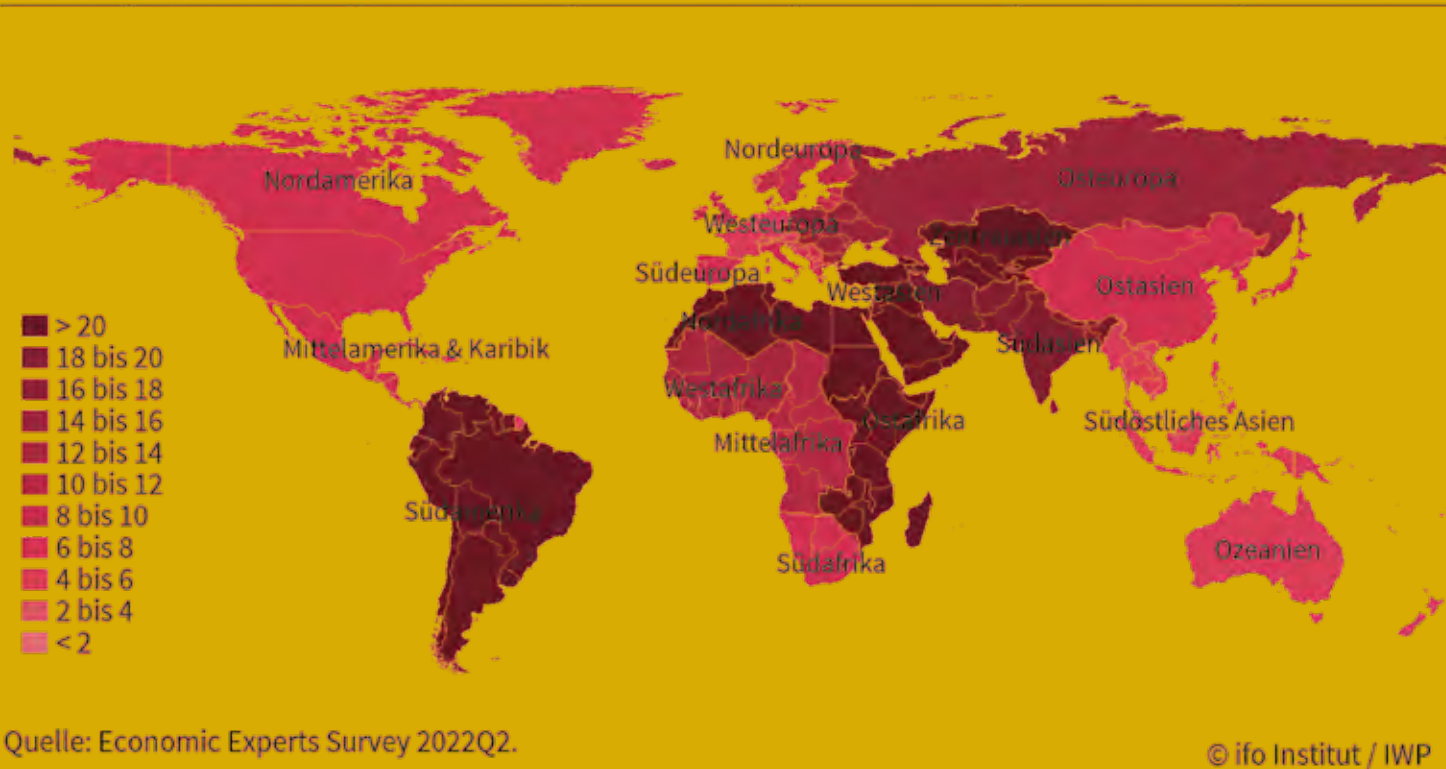 Nordeuropa
Nordamerika
Osteuropa
Westeuropa
Zentralasien
Südeuropa
Westasien
Ostasien
Nordafrika
Südasien
Mittelamerika & Karibik
Westafrika
Ostafrika
Südöstliches Asien
Mittelafrika
Südamerika
Ozeanien
Südafrika
> 20
18 bis 20
16 bis 18
14 bis 16
12 bis 14
10 bis 12
8 bis 10
6 bis 8
4 bis 6
2 bis 4
< 2
Quelle: Economic Experts Survey 2022Q2.
© ifo Institut / IWP